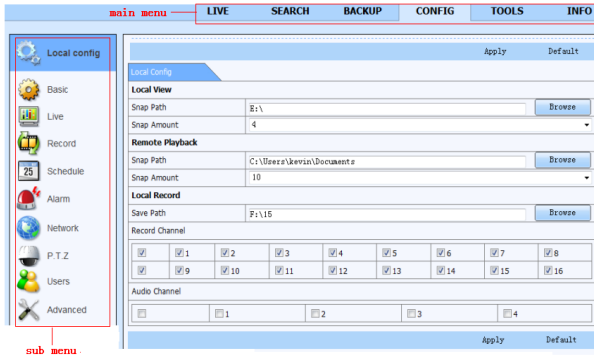 main menu
LIVE SEARCH BACKUP CONFIG TOOLS INFO
Local config
Basic
Live
Record
25 Schedule
Alarm
Network
P.T.Z
Users
Advanced
sub menu.
Apply Default
Local Config
Local View
Snap Path E:\ Browse
Snap Amount 4
Remote Playback
Snap Path C:\Users\kevin\Documents Browse
Snap Amount 10
Local Record
Save Path F:\15 Browse
Record Channel
1 2 3 4 5 6 7 8
9 10 11 12 13 14 15 16
Audio Channel
1 2 3 4
Apply Default